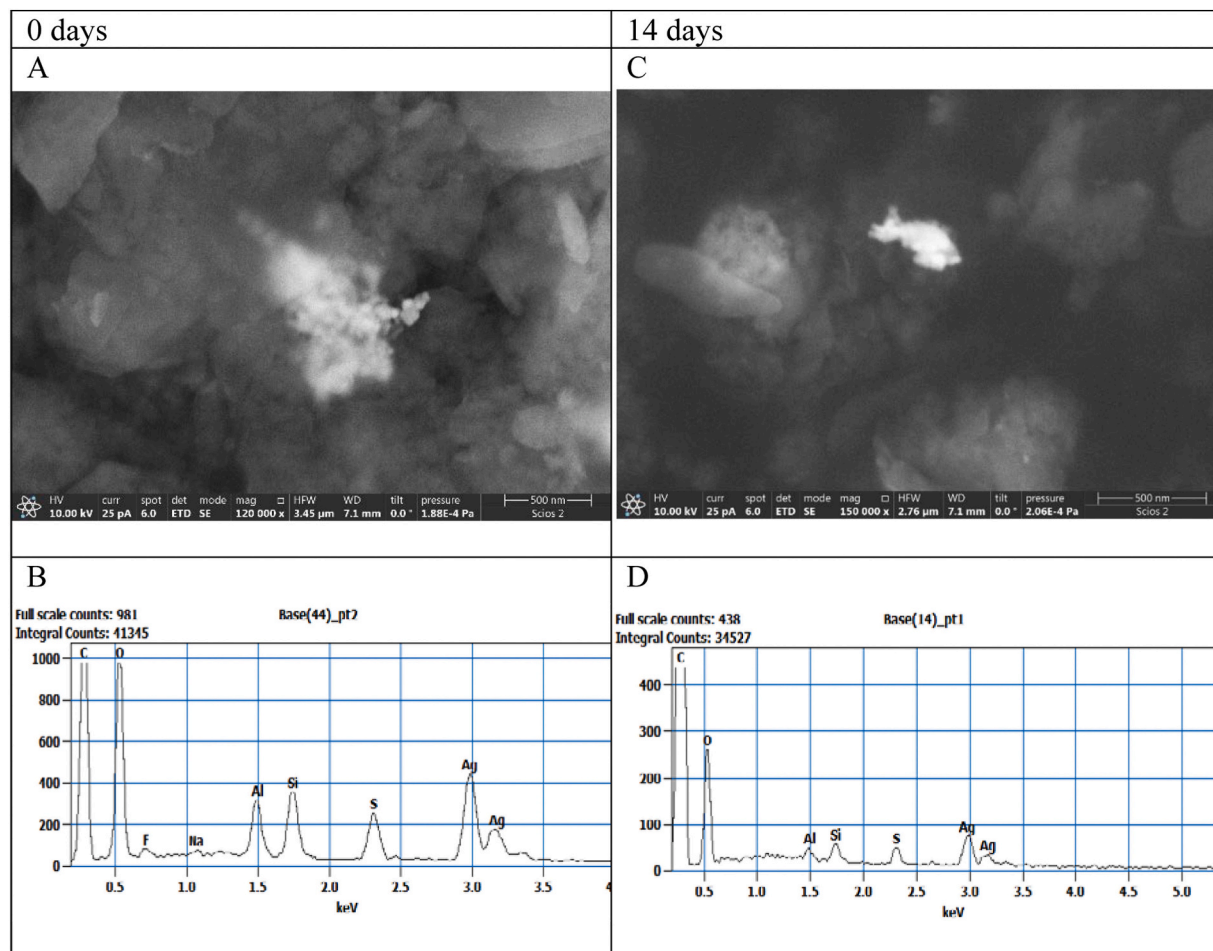 0 days
14 days
A
C
HV curr spot det mode mag □ HFW WD tilt pressure 500 nm
10.00 kV 25 pA 6.0 ETD SE 120 000 x 3.45 µm 7.1 mm 0.0 ° 1.88E-4 Pa Scios 2
HV curr spot det mode mag □ HFW WD tilt pressure 500 nm
10.00 kV 25 pA 6.0 ETD SE 150 000 x 2.76 µm 7.1 mm 0.0 ° 2.06E-4 Pa Scios 2
B
Full scale counts: 981 Base(44)_pt2
Integral Counts: 41345
1000
800
600
400
200
0
C O F Na Al Si S Ag Ag
0.5 1.0 1.5 2.0 2.5 3.0 3.5 4
keV
D
Full scale counts: 438 Base(14)_pt1
Integral Counts: 34527
400
300
200
100
0
C O Al Si S Ag Ag
0.5 1.0 1.5 2.0 2.5 3.0 3.5 4.0 4.5 5.0
keV